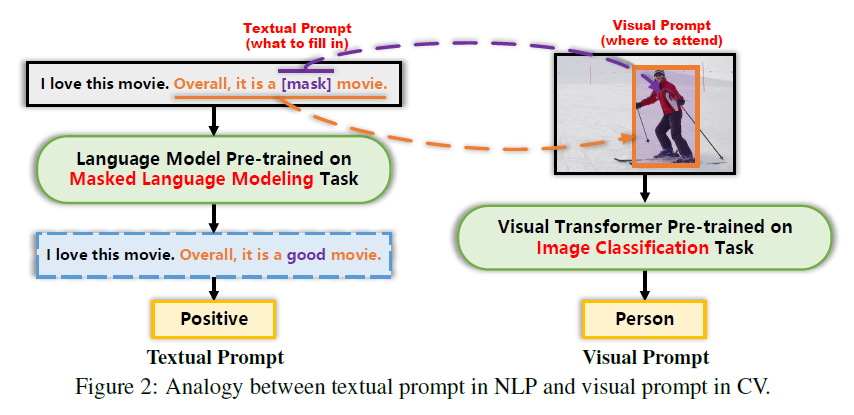 Textual Prompt
(what to fill in)
Visual Prompt
(where to attend)
I love this movie. Overall, it is a [mask] movie.
Language Model Pre-trained on
Masked Language Modeling Task
I love this movie. Overall, it is a good movie.
Positive
Textual Prompt
Visual Transformer Pre-trained on
Image Classification Task
Person
Visual Prompt
Figure 2: Analogy between textual prompt in NLP and visual prompt in CV.